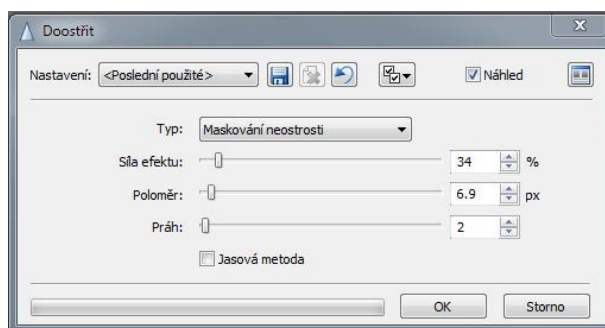 Doostřit
Nastavení: <Poslední použité> Náhled
Typ: Maskování neostrosti
Síla efektu: 34 %
Poloměr: 6.9 px
Práh: 2
Jasová metoda
OK Storno